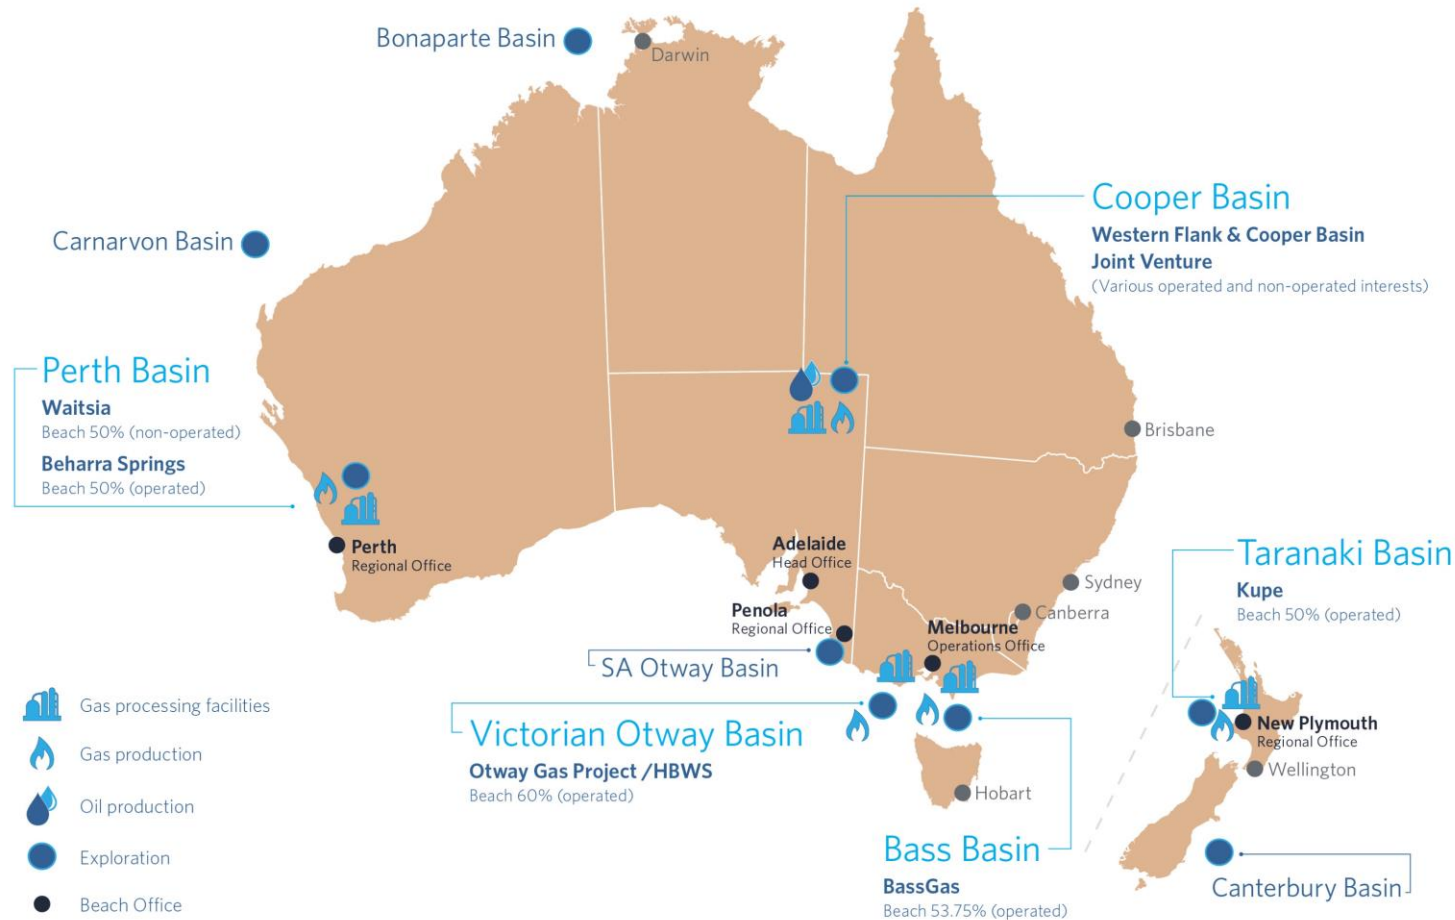 Bonaparte Basin
Darwin
Carnarvon Basin
Cooper Basin
Western Flank & Cooper Basin
Joint Venture
(Various operated and non-operated interests)
Perth Basin
Waitsia
Beach 50% (non-operated)
Beharra Springs
Beach 50% (operated)
Brisbane
Perth
Regional Office
Adelaide
Head Office
Penola
Regional Office
Melbourne
Operations Office
Sydney
Canberra
Taranaki Basin
Kupe
Beach 50% (operated)
SA Otway Basin
Victorian Otway Basin
Otway Gas Project /HBWS
Beach 60% (operated)
New Plymouth
Regional Office
Wellington
Hobart
Bass Basin
BassGas
Beach 53.75% (operated)
Canterbury Basin
Gas processing facilities
Gas production
Oil production
Exploration
Beach Office